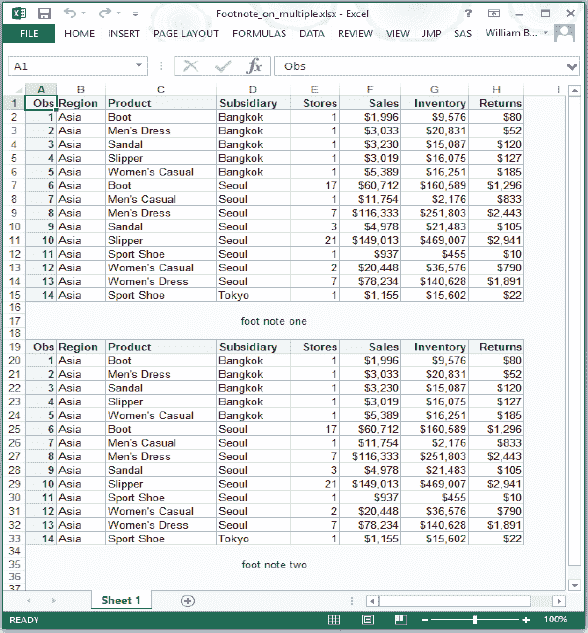 Footnote_on_multiple.xlsx - Excel
FILE HOME INSERT PAGE LAYOUT FORMULAS DATA REVIEW VIEW JMP SAS William B...
A1 fx Obs
A B C D E F G H I
1 Obs Region Product Subsidiary Stores Sales Inventory Returns
2 1 Asia Boot Bangkok 1 $1,996 $9,576 $80
3 2 Asia Men's Dress Bangkok 1 $3,033 $20,831 $52
4 3 Asia Sandal Bangkok 1 $3,230 $15,087 $120
5 4 Asia Slipper Bangkok 1 $3,019 $16,075 $127
6 5 Asia Women's Casual Bangkok 1 $5,389 $16,251 $185
7 6 Asia Boot Seoul 17 $60,712 $160,589 $1,296
8 7 Asia Men's Casual Seoul 1 $11,754 $2,176 $833
9 8 Asia Men's Dress Seoul 7 $116,333 $251,803 $2,443
10 9 Asia Sandal Seoul 3 $4,978 $21,483 $105
11 10 Asia Slipper Seoul 21 $149,013 $469,007 $2,941
12 11 Asia Sport Shoe Seoul 1 $937 $455 $10
13 12 Asia Women's Casual Seoul 2 $20,448 $36,576 $790
14 13 Asia Women's Dress Seoul 7 $78,234 $140,628 $1,891
15 14 Asia Sport Shoe Tokyo 1 $1,155 $15,602 $22
16
17 foot note one
18
19 Obs Region Product Subsidiary Stores Sales Inventory Returns
20 1 Asia Boot Bangkok 1 $1,996 $9,576 $80
21 2 Asia Men's Dress Bangkok 1 $3,033 $20,831 $52
22 3 Asia Sandal Bangkok 1 $3,230 $15,087 $120
23 4 Asia Slipper Bangkok 1 $3,019 $16,075 $127
24 5 Asia Women's Casual Bangkok 1 $5,389 $16,251 $185
25 6 Asia Boot Seoul 17 $60,712 $160,589 $1,296
26 7 Asia Men's Casual Seoul 1 $11,754 $2,176 $833
27 8 Asia Men's Dress Seoul 7 $116,333 $251,803 $2,443
28 9 Asia Sandal Seoul 3 $4,978 $21,483 $105
29 10 Asia Slipper Seoul 21 $149,013 $469,007 $2,941
30 11 Asia Sport Shoe Seoul 1 $937 $455 $10
31 12 Asia Women's Casual Seoul 2 $20,448 $36,576 $790
32 13 Asia Women's Dress Seoul 7 $78,234 $140,628 $1,891
33 14 Asia Sport Shoe Tokyo 1 $1,155 $15,602 $22
34
35 foot note two
36
37
Sheet 1
READY 100%